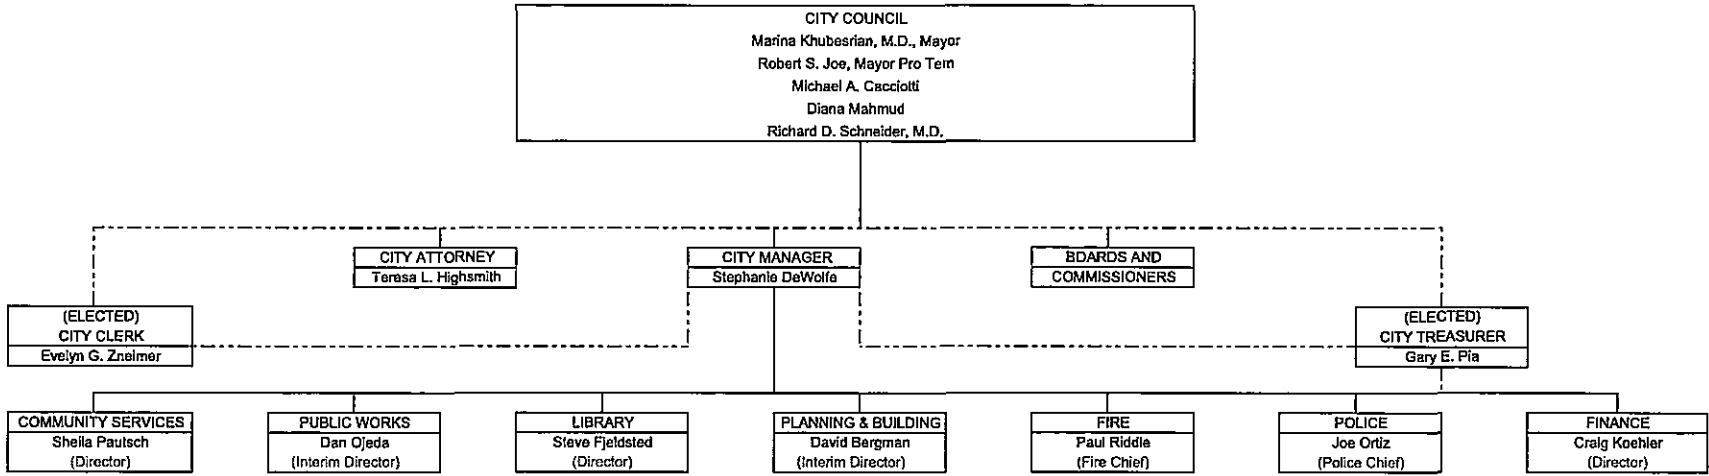 CITY COUNCIL
Marina Khubesrian, M.D., Mayor
Robert S. Joe, Mayor Pro Tem
Michael A. Cacciotti
Diana Mahmud
Richard D. Schneider, M.D.
CITY ATTORNEY
Teresa L. Highsmith
CITY MANAGER
Stephanie DeWolfe
BOARDS AND
COMMISSIONERS
(ELECTED)
CITY CLERK
Evelyn G. Zneimer
(ELECTED)
CITY TREASURER
Gary E. Pia
COMMUNITY SERVICES
Sheila Pautsch
(Director)
PUBLIC WORKS
Dan Ojeda
(Interim Director)
LIBRARY
Steve Fjeldsted
(Director)
PLANNING & BUILDING
David Bergman
(Interim Director)
FIRE
Paul Riddle
(Fire Chief)
POLICE
Joe Ortiz
(Police Chief)
FINANCE
Craig Koehler
(Director)